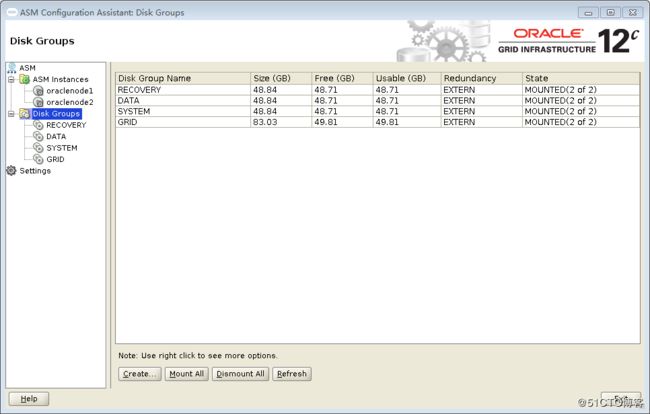 ASM Configuration Assistant: Disk Groups
Disk Groups
ORACLE
GRID INFRASTRUCTURE 12c
ASM
ASM Instances
oraclenode1
oraclenode2
Disk Groups
RECOVERY
DATA
SYSTEM
GRID
Settings
Disk Group Name Size (GB) Free (GB) Usable (GB) Redundancy State
RECOVERY 48.84 48.71 48.71 EXTERN MOUNTED(2 of 2)
DATA 48.84 48.71 48.71 EXTERN MOUNTED(2 of 2)
SYSTEM 48.84 48.71 48.71 EXTERN MOUNTED(2 of 2)
GRID 83.03 49.81 49.81 EXTERN MOUNTED(2 of 2)
Note: Use right click to see more options.
Create... Mount All Dismount All Refresh
Help Exit
@51CTO博客